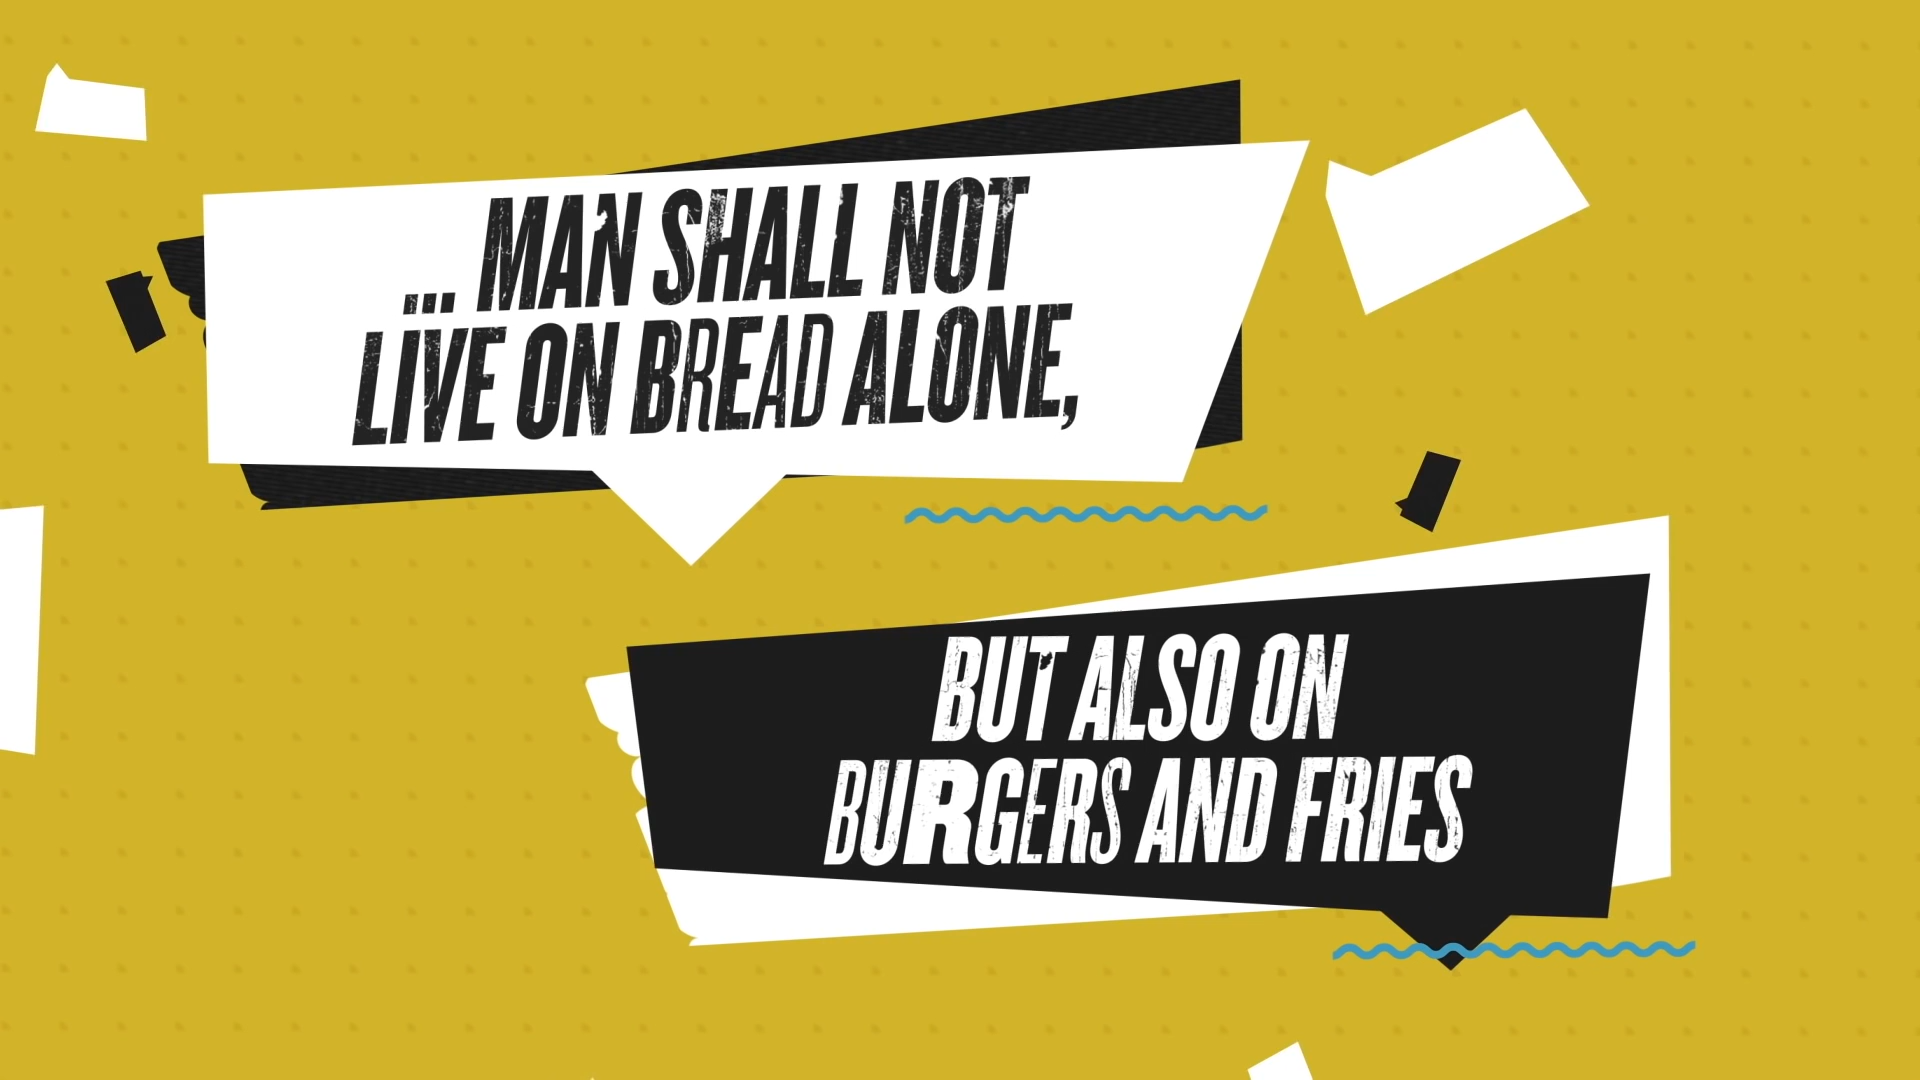 ... MAN SHALL NOT
LIVE ON BREAD ALONE,
BUT ALSO ON
BURGERS AND FRIES